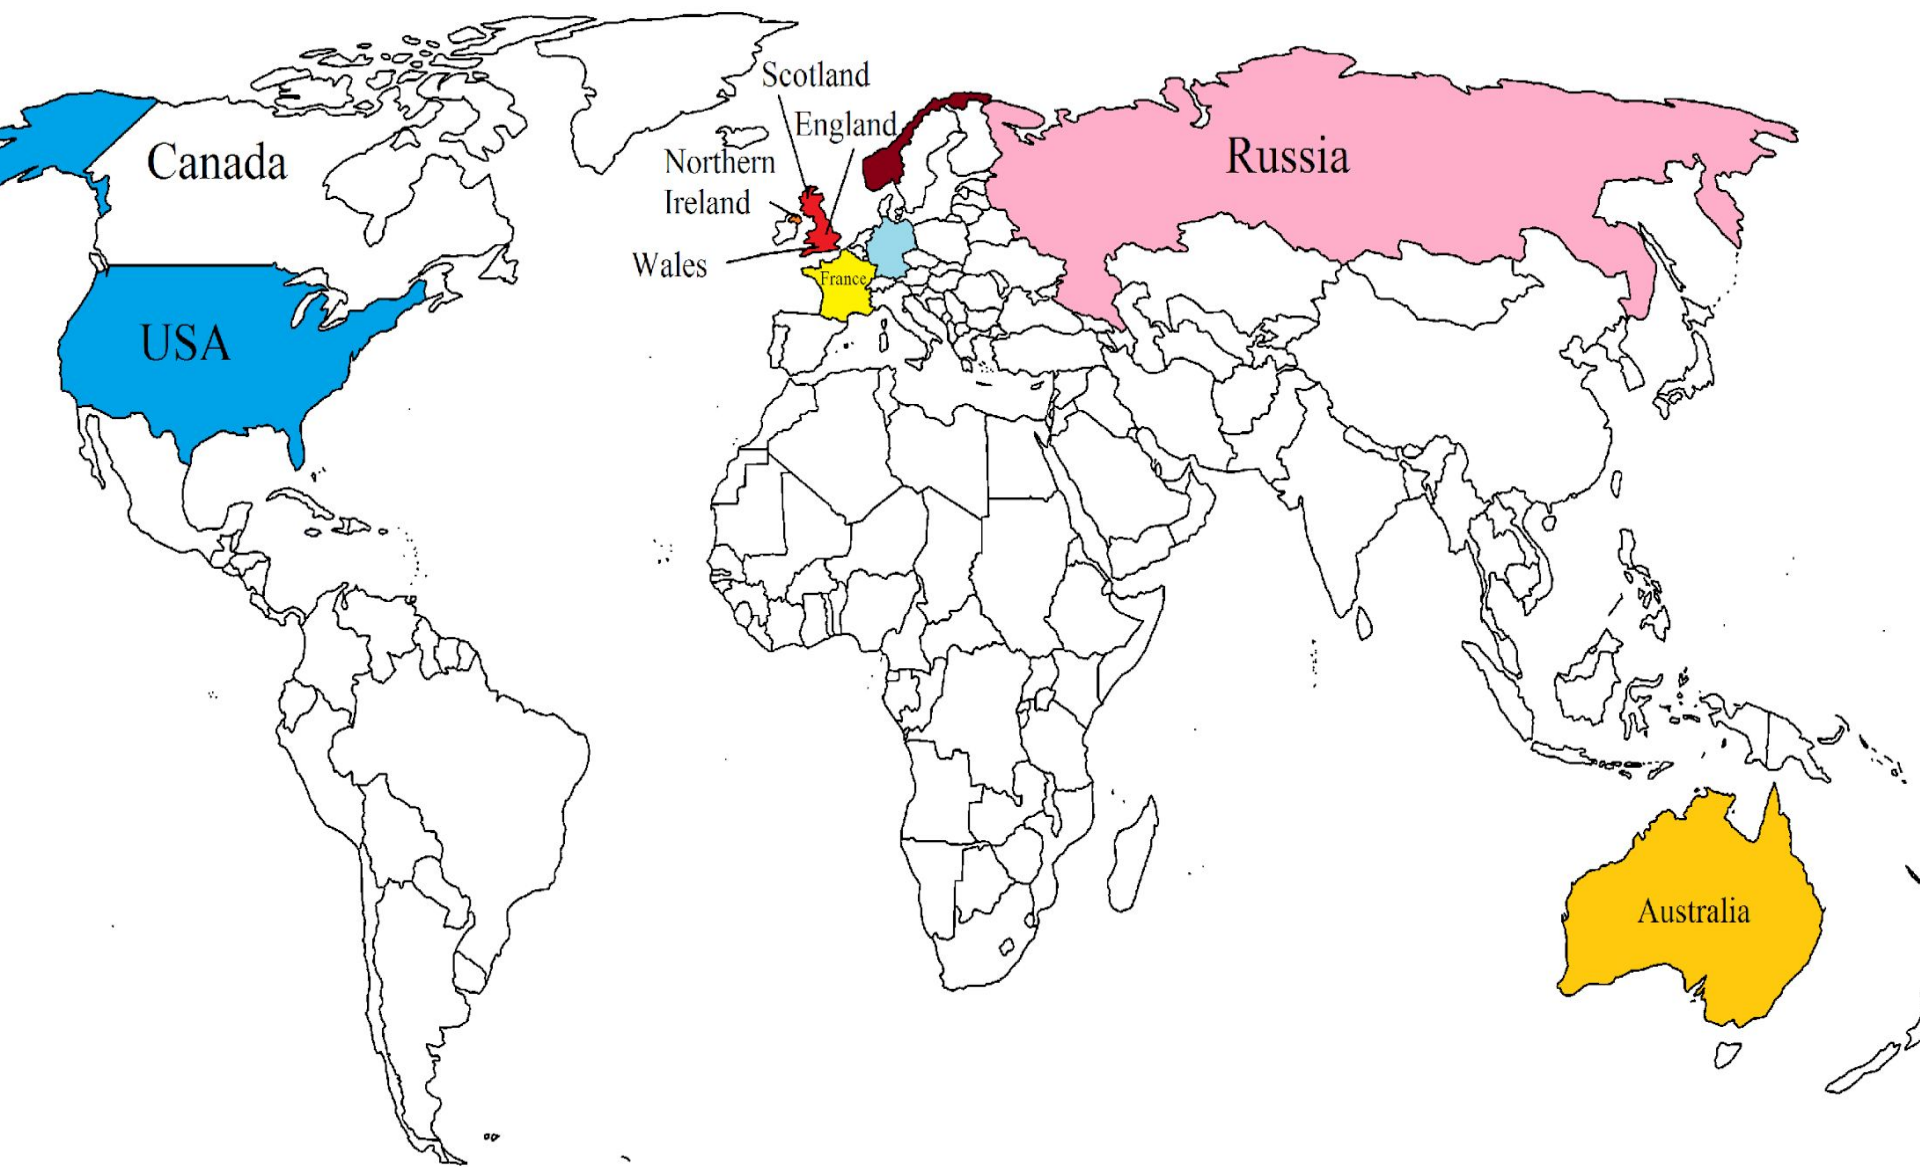 Scotland
England
Northern
Ireland
Wales
Canada
USA
France
Russia
Australia